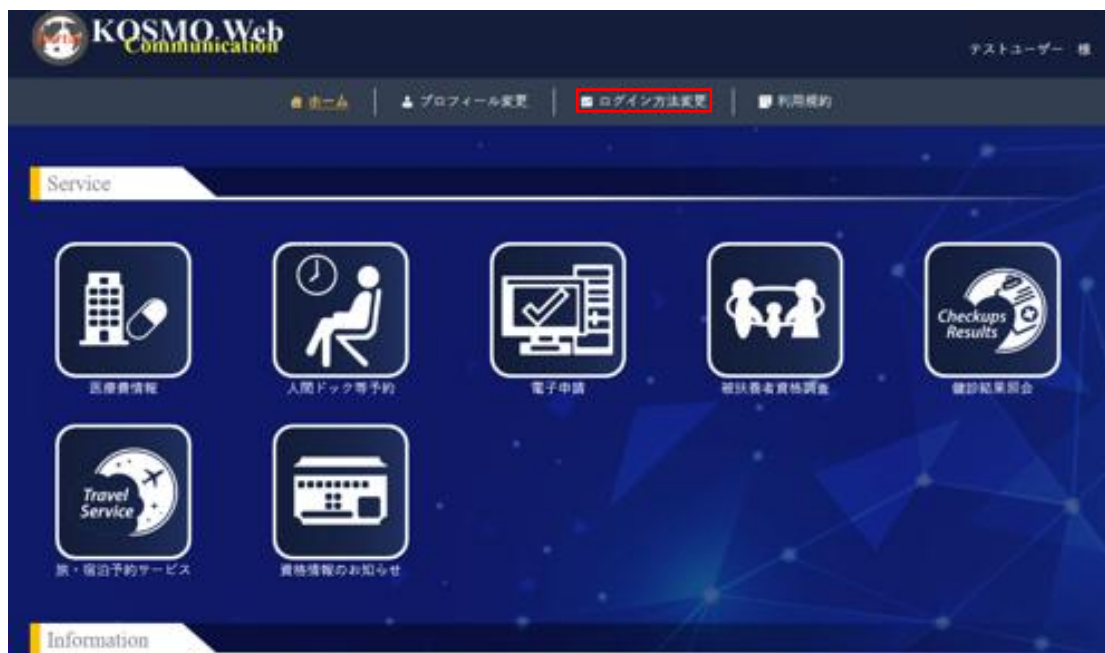 Portal KOSMO Web
Communication
テストユーザー 様
ホーム
プロフィール変更
ログイン方法変更
利用規約
Service
医療費情報
人間ドック等予約
電子申請
被扶養者資格調査
Checkups
Results
健診結果照会
Travel
Service
旅・宿泊予約サービス
資格情報のお知らせ
Information